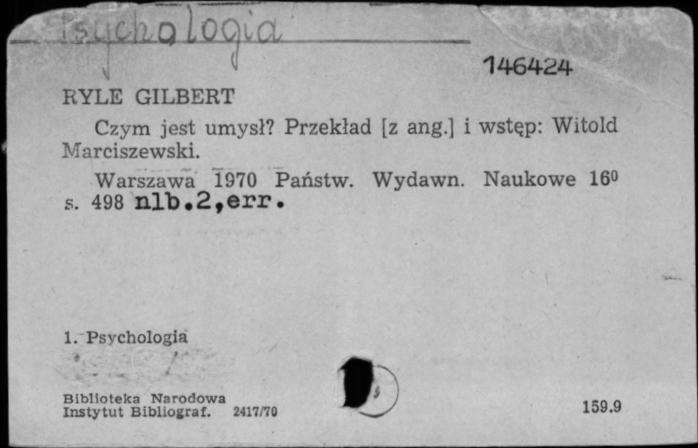 Psychologia
146424
RYLE GILBERT
Czym jest umysł? Przekład [z ang.] i wstęp: Witold
Marciszewski.
Warszawa 1970 Państw. Wydawn. Naukowe 16⁰
s. 498 nlb.2,err.
1. Psychologia
Biblioteka Narodowa
Instytut Bibliograf. 2417/70
159.9